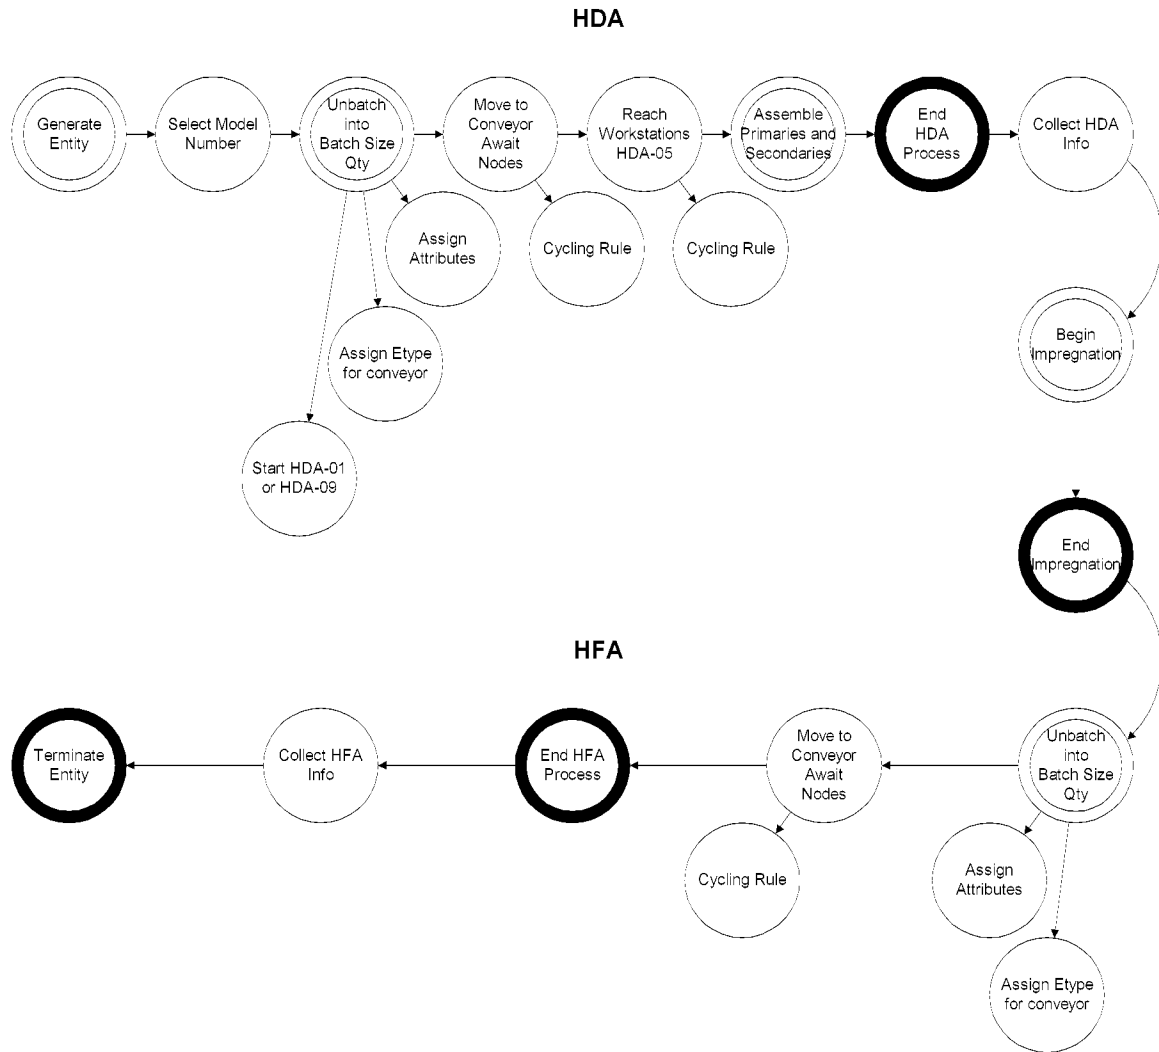 HDA
Generate
Entity
Select Model
Number
Unbatch
into
Batch Size
Qty
Move to
Conveyor
Await
Nodes
Reach
Workstations
HDA-05
Assemble
Primaries and
Secondaries
End
HDA
Process
Collect HDA
Info
Assign
Attributes
Cycling Rule
Cycling Rule
Assign Etype
for conveyor
Begin
Impregnation
Start HDA-01
or HDA-09
End
Impregnation
HFA
Terminate
Entity
Collect HFA
Info
End HFA
Process
Move to
Conveyor
Await
Nodes
Unbatch
into
Batch Size
Qty
Cycling Rule
Assign
Attributes
Assign Etype
for conveyor